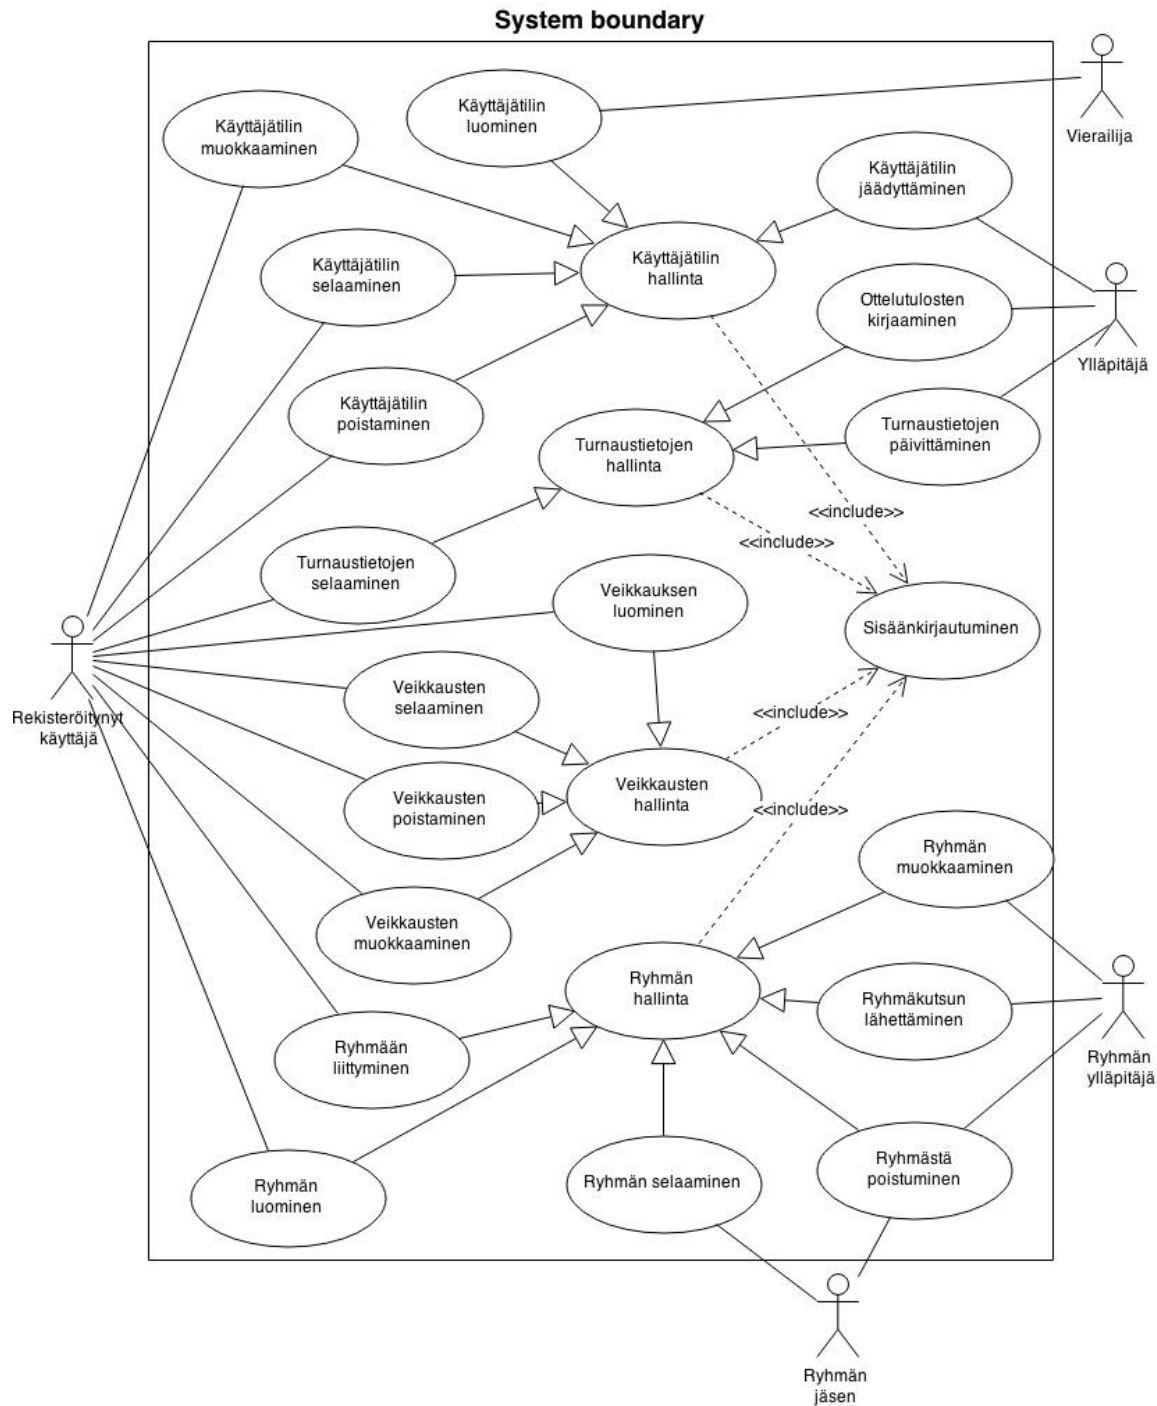 System boundary
Käyttäjätilin
luominen
Vierailija
Käyttäjätilin
muokkaaminen
Käyttäjätilin
jäädyttäminen
Käyttäjätilin
selaaminen
Käyttäjätilin
hallinta
Ottelutulosten
kirjaaminen
Ylläpitäjä
Käyttäjätilin
poistaminen
Turnaustietojen
hallinta
Turnaustietojen
päivittäminen
<<include>>
<<include>>
Turnaustietojen
selaaminen
Veikkauksen
luominen
Sisäänkirjautuminen
Rekisteröitynyt
käyttäjä
Veikkausten
selaaminen
<<include>>
Veikkausten
poistaminen
Veikkausten
hallinta
<<include>>
Ryhmän
muokkaaminen
Veikkausten
muokkaaminen
Ryhmän
hallinta
Ryhmäkutsun
lähettäminen
Ryhmän
ylläpitäjä
Ryhmään
liittyminen
Ryhmän
luominen
Ryhmän selaaminen
Ryhmästä
poistuminen
Ryhmän
jäsen